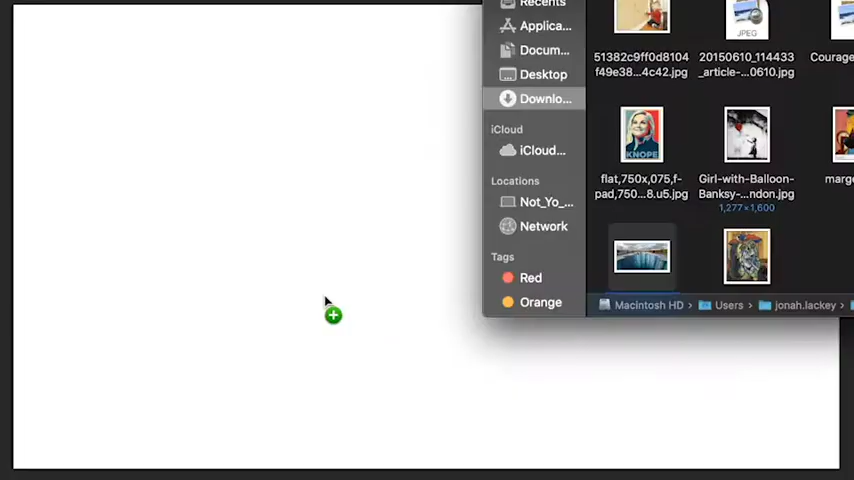 Recents
Applica...
Docum...
Desktop
Downlo...
iCloud
iCloud...
Locations
Not_Yo_...
Network
Tags
Red
Orange
JPEG
51382c9ff0d8104
f49e38...4c42.jpg
20150610_114433
_article-...0610.jpg
Courage
KNOPE
flat,750x,075,f-
pad,750...8.u5.jpg
Girl-with-Balloon-
Banksy-...ndon.jpg
1,277×1,600
marg
Macintosh HD › Users › jonah.lackey ›